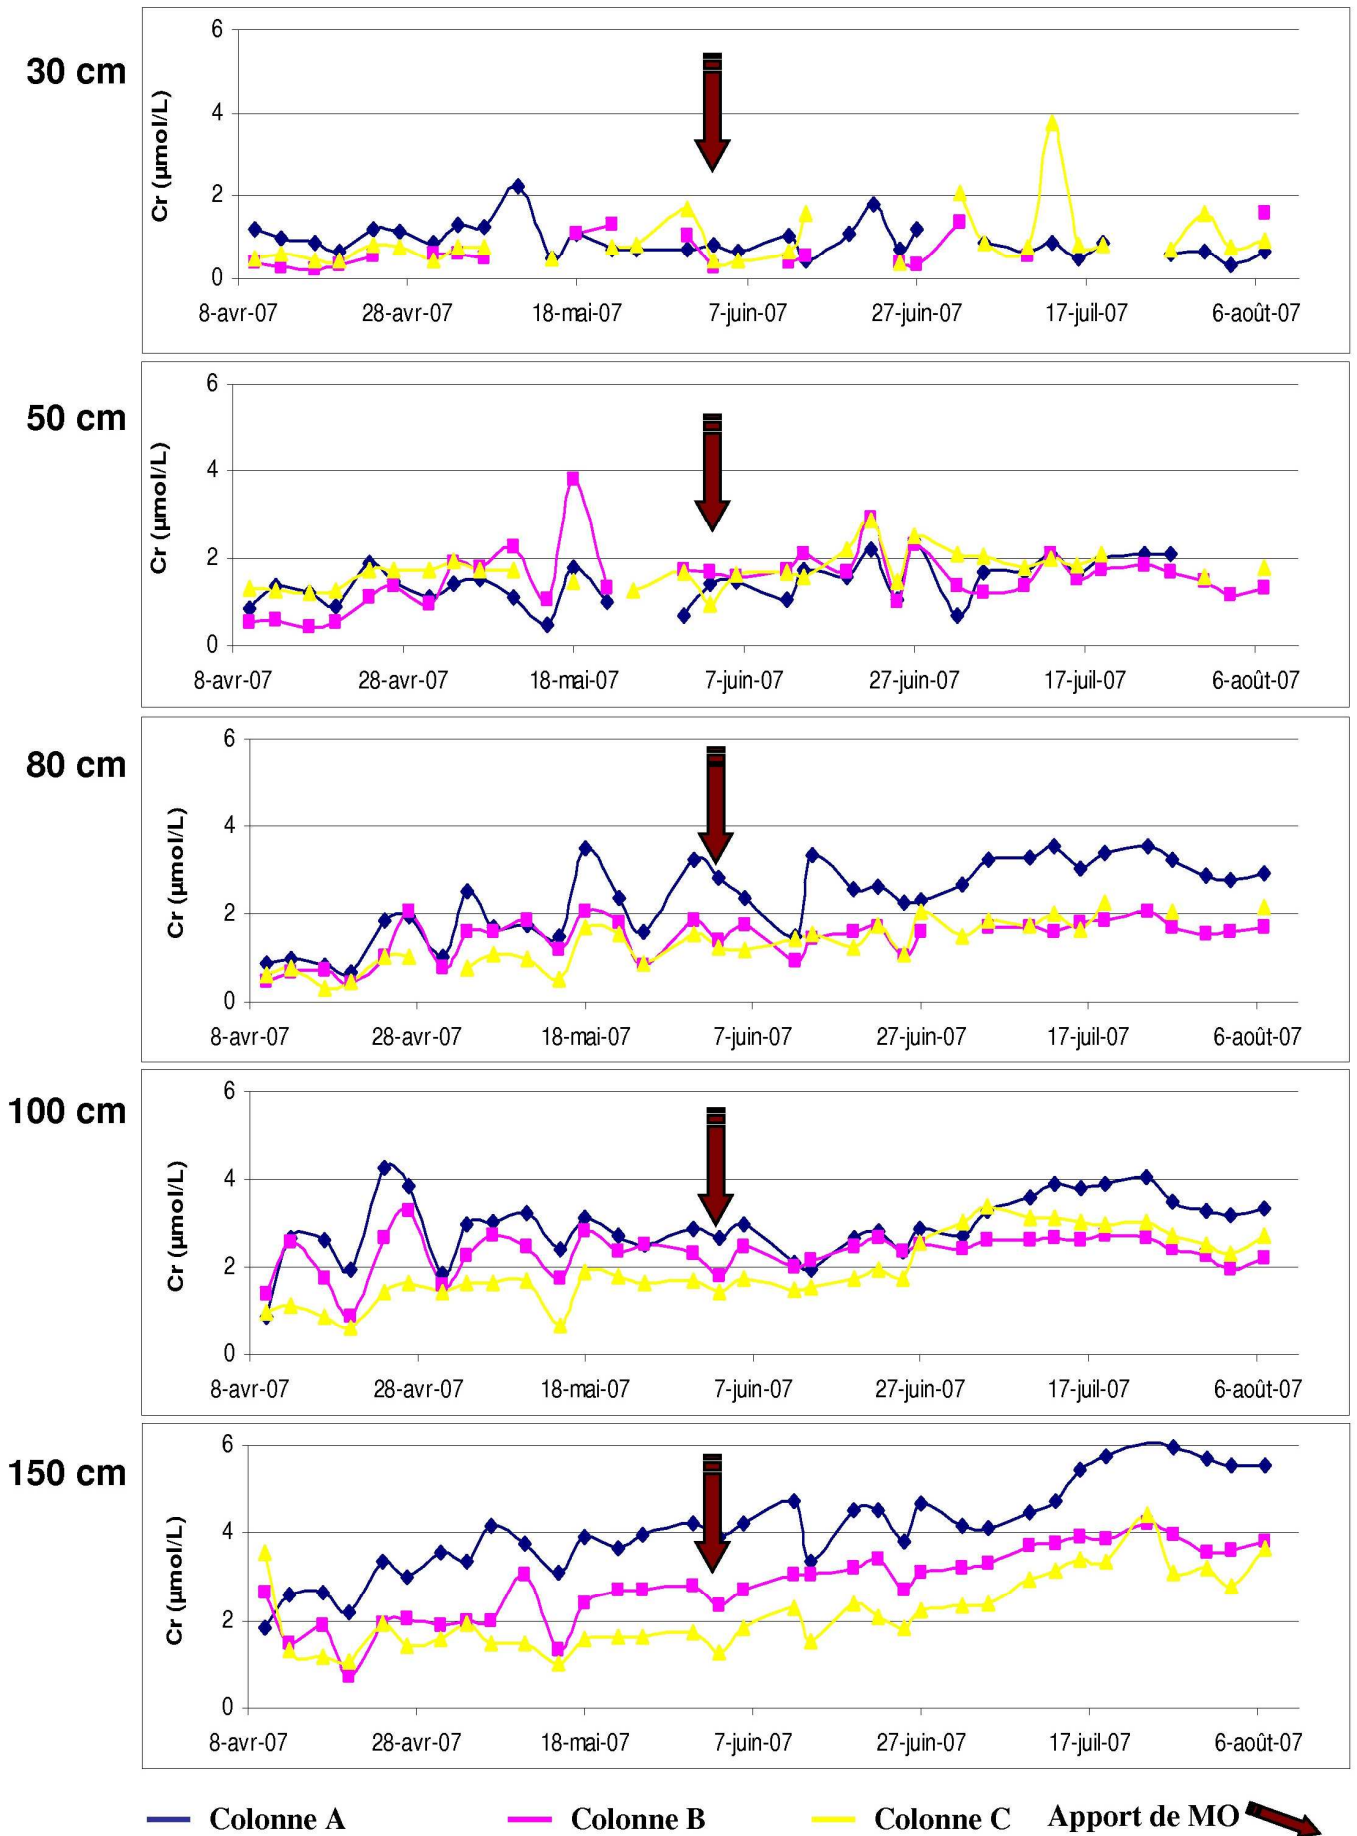 30 cm
Cr (µmol/L)
6
4
2
0
8-avr-07 28-avr-07 18-mai-07 7-juin-07 27-juin-07 17-juil-07 6-août-07
50 cm
Cr (µmol/L)
6
4
2
0
8-avr-07 28-avr-07 18-mai-07 7-juin-07 27-juin-07 17-juil-07 6-août-07
80 cm
Cr (µmol/L)
6
4
2
0
8-avr-07 28-avr-07 18-mai-07 7-juin-07 27-juin-07 17-juil-07 6-août-07
100 cm
Cr (µmol/L)
6
4
2
0
8-avr-07 28-avr-07 18-mai-07 7-juin-07 27-juin-07 17-juil-07 6-août-07
150 cm
Cr (µmol/L)
6
4
2
0
8-avr-07 28-avr-07 18-mai-07 7-juin-07 27-juin-07 17-juil-07 6-août-07
Colonne A Colonne B Colonne C Apport de MO